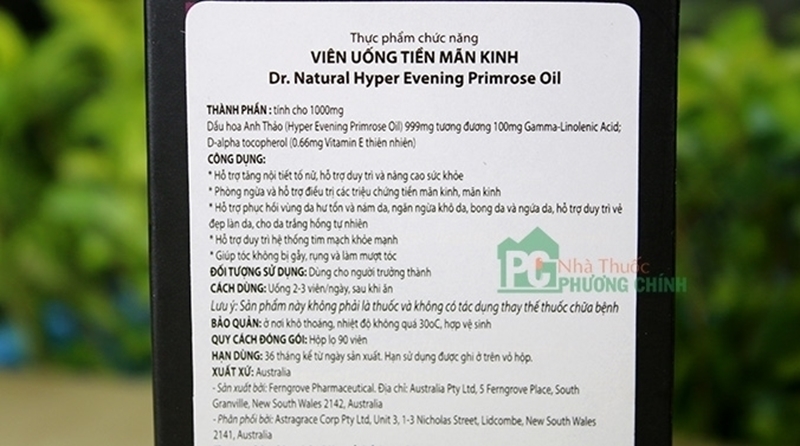 Thực phẩm chức năng
VIÊN UỐNG TIỀN MÃN KINH
Dr. Natural Hyper Evening Primrose Oil
THÀNH PHẦN : tính cho 1000mg
Dầu hoa Anh Thảo (Hyper Evening Primrose Oil) 999mg tương đương 100mg Gamma-Linolenic Acid;
D-alpha tocopherol (0.66mg Vitamin E thiên nhiên)
CÔNG DỤNG:
* Hỗ trợ tăng nội tiết tố nữ, hỗ trợ duy trì và nâng cao sức khỏe
* Phòng ngừa và hỗ trợ điều trị các triệu chứng tiền mãn kinh, mãn kinh
* Hỗ trợ phục hồi vùng da hư tổn và nám da, ngăn ngừa khô da, bong da và ngứa da, hỗ trợ duy trì vẻ
đẹp làn da, cho da trắng hồng tự nhiên
* Hỗ trợ duy trì hệ thống tim mạch khỏe mạnh
* Giúp tóc không bị gẫy, rụng và làm mượt tóc
ĐỐI TƯỢNG SỬ DỤNG: Dùng cho người trưởng thành
CÁCH DÙNG: Uống 2-3 viên/ngày, sau khi ăn
Lưu ý: Sản phẩm này không phải là thuốc và không có tác dụng thay thế thuốc chữa bệnh
BẢO QUẢN: ở nơi khô thoáng, nhiệt độ không quá 30oC, hợp vệ sinh
QUY CÁCH ĐÓNG GÓI: Hộp lọ 90 viên
HẠN DÙNG: 36 tháng kể từ ngày sản xuất. Hạn sử dụng được ghi ở trên vỏ hộp.
XUẤT XỨ: Australia
- Sản xuất bởi: Ferngrove Pharmaceutical. Địa chỉ: Australia Pty Ltd, 5 Ferngrove Place, South
Granville, New South Wales 2142, Australia
- Phân phối bởi: Astragrace Corp Pty Ltd, Unit 3, 1-3 Nicholas Street, Lidcombe, New South Wales
2141, Australia
PG Nhà Thuốc
PHƯƠNG CHÍNH